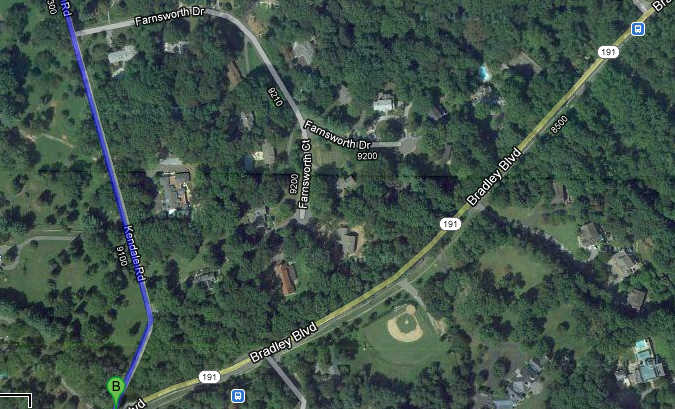 300
Rd
Farnsworth Dr
191
9210
8500
Farnsworth Dr
9200
Bradley Blvd
9200
Farnsworth Ct
191
Kendale Rd
9100
Bradley Blvd
191
B